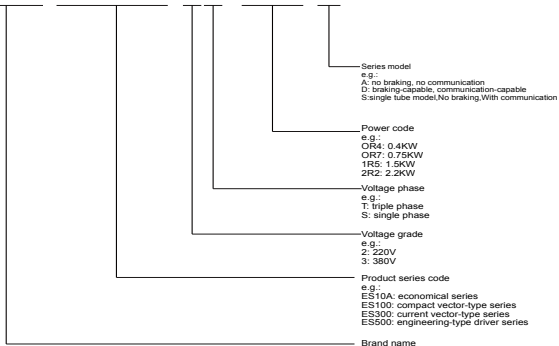 Series model
e.g.:
A: no braking, no communication
D: braking-capable, communication-capable
S:single tube model,No braking,With communication
Power code
e.g.:
OR4: 0.4KW
OR7: 0.75KW
1R5: 1.5KW
2R2: 2.2KW
Voltage phase
e.g.:
T: triple phase
S: single phase
Voltage grade
e.g.:
2: 220V
3: 380V
Product series code
e.g.:
ES10A: economical series
ES100: compact vector-type series
ES300: current vector-type series
ES500: engineering-type driver series
Brand name